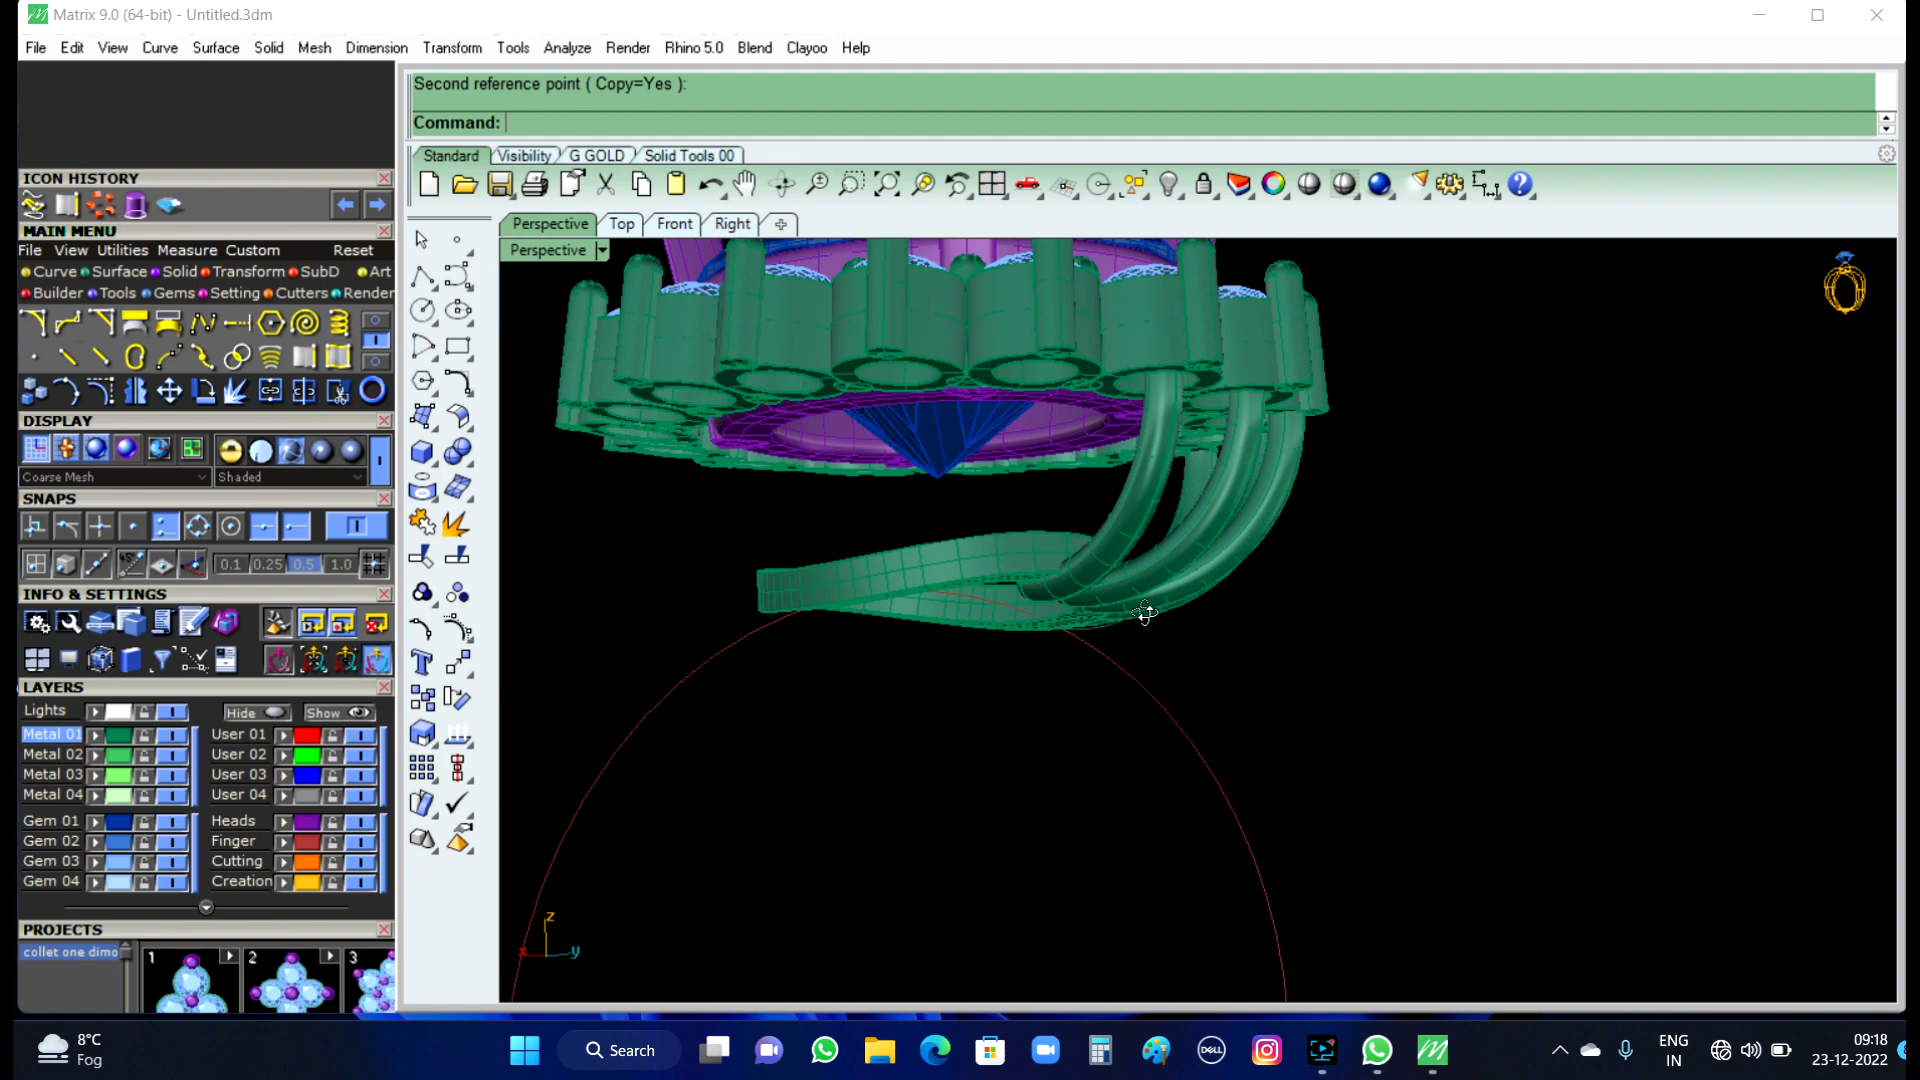 Matrix 9.0 (64-bit) - Untitled.3dm
File Edit View Curve Surface Solid Mesh Dimension Transform Tools Analyze Render Rhino 5.0 Blend Clayoo Help
Second reference point ( Copy=Yes ):
Command:
Standard Visibility G GOLD Solid Tools 00
ICON HISTORY
MAIN MENU
File View Utilities Measure Custom Reset
Curve Surface Solid Transform SubD Art
Builder Tools Gems Setting Cutters Render
Perspective Top Front Right
Perspective
DISPLAY
Coarse Mesh Shaded
SNAPS
0.1 0.25 0.5 1.0
INFO & SETTINGS
LAYERS
Lights Hide Show
Metal 01 User 01
Metal 02 User 02
Metal 03 User 03
Metal 04 User 04
Gem 01 Heads
Gem 02 Finger
Gem 03 Cutting
Gem 04 Creation
PROJECTS
collet one dimo
1 2 3
z
x y
8°C
Fog
Search
DELL
ENG
IN
09:18
23-12-2022